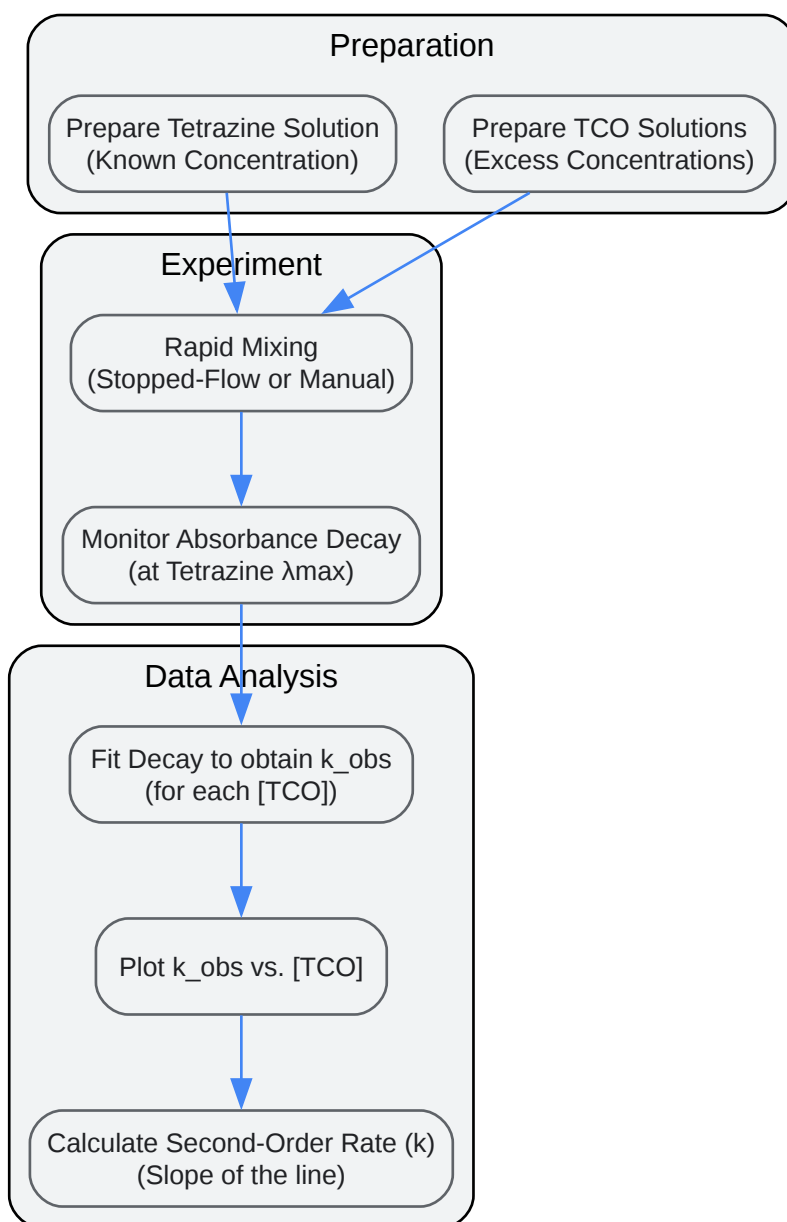 Preparation
Prepare Tetrazine Solution
(Known Concentration)
Prepare TCO Solutions
(Excess Concentrations)
Experiment
Rapid Mixing
(Stopped-Flow or Manual)
Monitor Absorbance Decay
(at Tetrazine λmax)
Data Analysis
Fit Decay to obtain k_obs
(for each [TCO])
Plot k_obs vs. [TCO]
Calculate Second-Order Rate (k)
(Slope of the line)